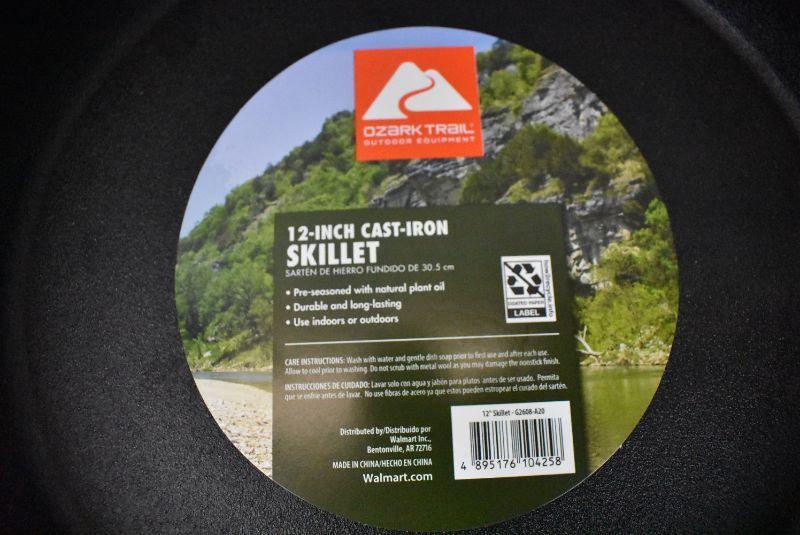 OZARK TRAIL
OUTDOOR EQUIPMENT
12-INCH CAST-IRON
SKILLET
SARTÉN DE HIERRO FUNDIDO DE 30.5 cm
• Pre-seasoned with natural plant oil
• Durable and long-lasting
• Use indoors or outdoors
how2recycle.info
COATED PAPER
LABEL
CARE INSTRUCTIONS: Wash with water and gentle dish soap prior to first use and after each use.
Allow to cool prior to washing. Do not scrub with metal wool as you may damage the skillet.
INSTRUCCIONES DE CUIDADO: Lavar solo con agua y jabón para platos antes de ser usado. Permita
que se enfríe antes de lavar. No use fibras de acero ya que estos pueden estropear el curado del sartén.
Distributed by/Distribuido por
Walmart Inc.,
Bentonville, AR 72716
MADE IN CHINA/HECHO EN CHINA
Walmart.com
12" Skillet - G2608-A20
4 895176 104258